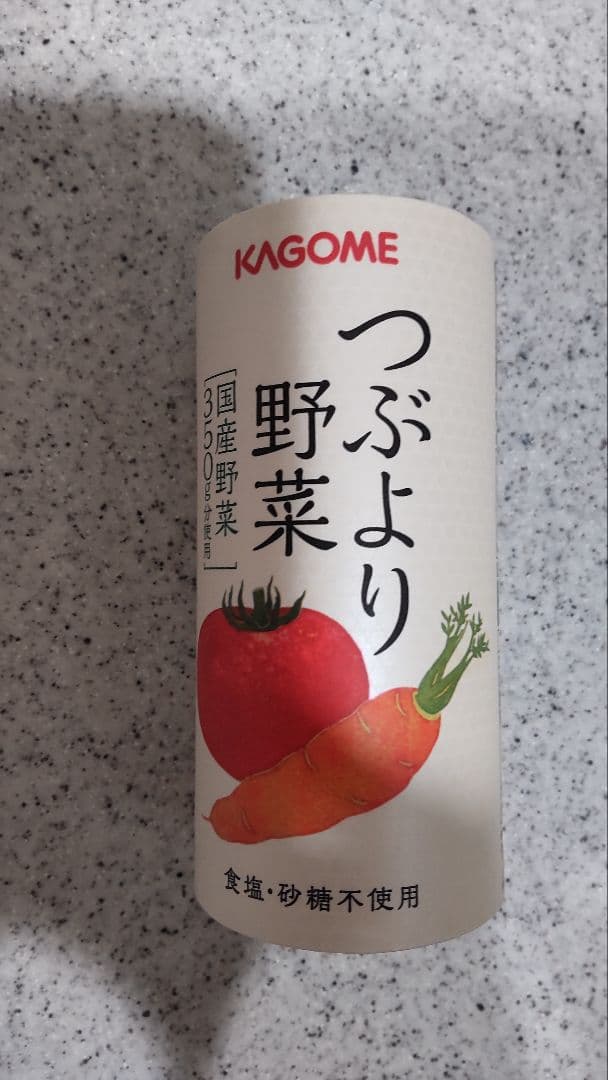 KAGOME
つぶより
野菜
[国産野菜
350g分使用]
食塩・砂糖不使用